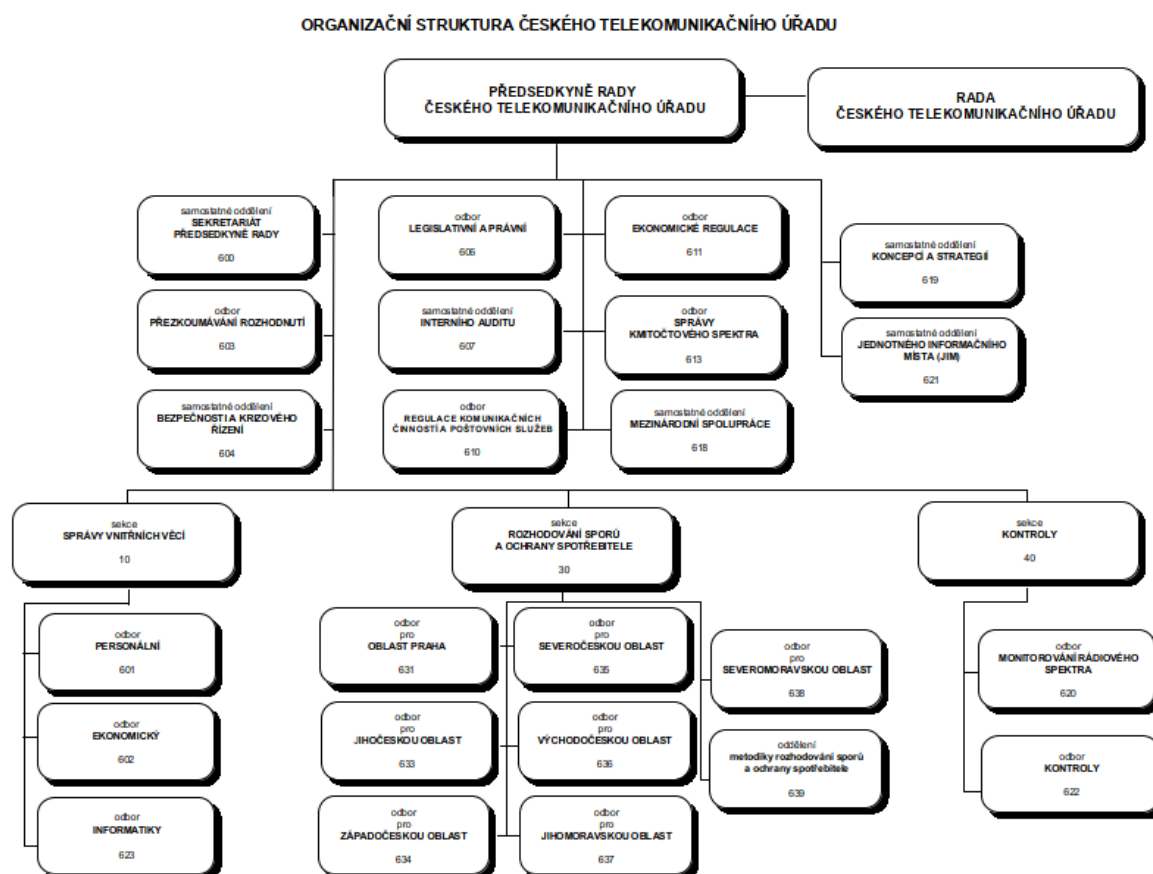 ORGANIZAČNÍ STRUKTURA ČESKÉHO TELEKOMUNIKAČNÍHO ÚŘADU
PŘEDSEDKYNĚ RADY
ČESKÉHO TELEKOMUNIKAČNÍHO ÚŘADU
RADA
ČESKÉHO TELEKOMUNIKAČNÍHO ÚŘADU
samostatné oddělení
SEKRETARIÁT
PŘEDSEDKYNĚ RADY
600
odbor
LEGISLATIVNÍ A PRÁVNÍ
606
odbor
EKONOMICKÉ REGULACE
611
samostatné oddělení
KONCEPCÍ A STRATEGIÍ
619
odbor
PŘEZKOUMÁVÁNÍ ROZHODNUTÍ
603
samostatné oddělení
INTERNÍHO AUDITU
607
odbor
SPRÁVY
KMITOČTOVÉHO SPEKTRA
613
samostatné oddělení
JEDNOTNÉHO INFORMAČNÍHO
MÍSTA (JIM)
621
samostatné oddělení
BEZPEČNOSTI A KRIZOVÉHO
ŘÍZENÍ
604
odbor
REGULACE KOMUNIKAČNÍCH
ČINNOSTÍ A POŠTOVNÍCH SLUŽEB
610
samostatné oddělení
MEZINÁRODNÍ SPOLUPRÁCE
618
sekce
SPRÁVY VNITŘNÍCH VĚCÍ
10
sekce
ROZHODOVÁNÍ SPORŮ
A OCHRANY SPOTŘEBITELE
30
sekce
KONTROLY
40
odbor
PERSONÁLNÍ
601
odbor
EKONOMICKÝ
602
odbor
INFORMATIKY
623
odbor
pro
OBLAST PRAHA
631
odbor
pro
SEVEROČESKOU OBLAST
635
odbor
pro
SEVEROMORAVSKOU OBLAST
638
odbor
pro
JIHOČESKOU OBLAST
633
odbor
pro
VÝCHODOČESKOU OBLAST
636
oddělení
metodiky rozhodování sporů
a ochrany spotřebitele
639
odbor
pro
ZÁPADOČESKOU OBLAST
634
odbor
pro
JIHOMORAVSKOU OBLAST
637
odbor
MONITOROVÁNÍ RÁDIOVÉHO
SPEKTRA
620
odbor
KONTROLY
622